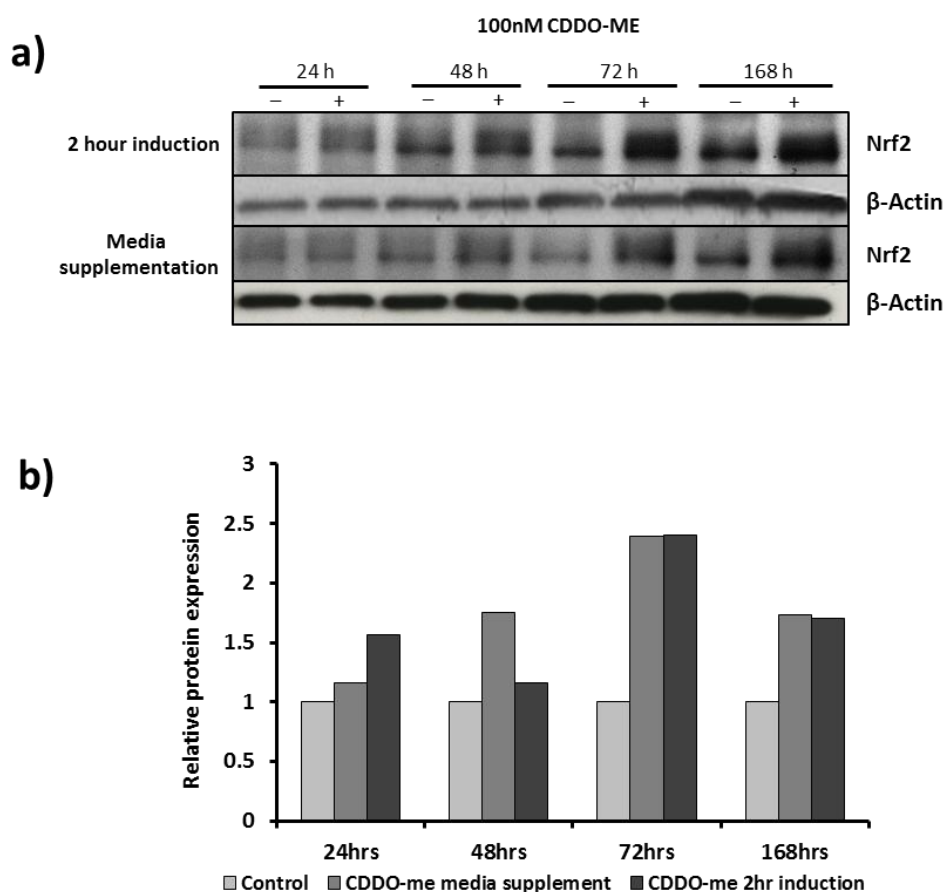 100nM CDDO-ME
a)
24 h 48 h 72 h 168 h
– + – + – + – +
2 hour induction Nrf2
β-Actin
Media
supplementation Nrf2
β-Actin
b)
3
2.5
2
1.5
1
0.5
0
Relative protein expression
24hrs 48hrs 72hrs 168hrs
Control CDDO-me media supplement CDDO-me 2hr induction